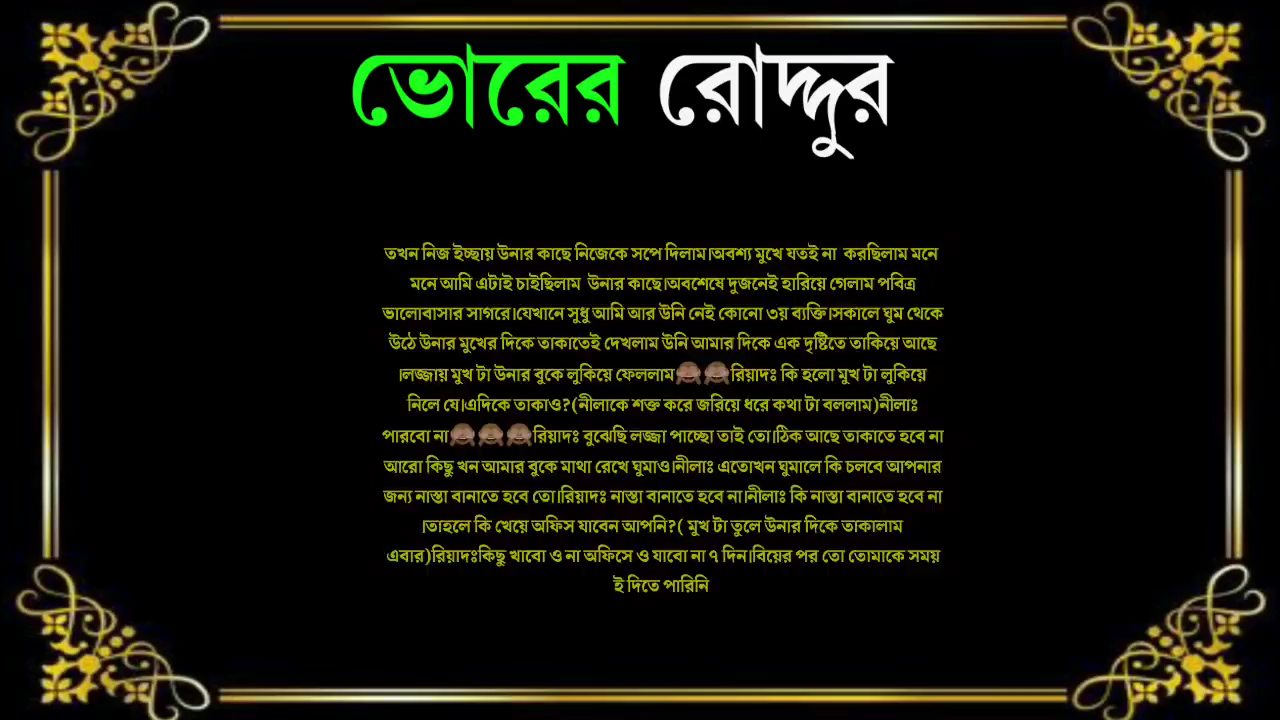 ভোরের রোদ্দুর
তখন নিজ ইচ্ছায় উনার কাছে নিজেকে সপে দিলাম।অবশ্য মুখে যতই না  করছিলাম মনে
মনে আমি এটাই চাইছিলাম  উনার কাছে।অবশেষে দুজনেই হারিয়ে গেলাম পবিত্র
ভালোবাসার সাগরে।যেখানে সুধু আমি আর উনি নেই কোনো ৩য় ব্যক্তি।সকালে ঘুম থেকে
উঠে উনার মুখের দিকে তাকাতেই দেখলাম উনি আমার দিকে এক দৃষ্টিতে তাকিয়ে আছে
।লজ্জায় মুখ টা উনার বুকে লুকিয়ে ফেললাম🙈🙈রিয়াদঃ কি হলো মুখ টা লুকিয়ে
নিলে যে।এদিকে তাকাও?(নীলাকে শক্ত করে জরিয়ে ধরে কথা টা বললাম)নীলাঃ
পারবো না🙈🙈🙈রিয়াদঃ বুঝেছি লজ্জা পাচ্ছো তাই তো।ঠিক আছে তাকাতে হবে না
আরো কিছু খন আমার বুকে মাথা রেখে ঘুমাও।নীলাঃ এতোখন ঘুমালে কি চলবে আপনার
জন্য নাস্তা বানাতে হবে তো।রিয়াদঃ নাস্তা বানাতে হবে না।নীলাঃ কি নাস্তা বানাতে হবে না
।তাহলে কি খেয়ে অফিস যাবেন আপনি?( মুখ টা তুলে উনার দিকে তাকালাম
এবার)রিয়াদঃকিছু খাবো ও না অফিসে ও যাবো না ৭ দিন।বিয়ের পর তো তোমাকে সময়
ই দিতে পারিনি